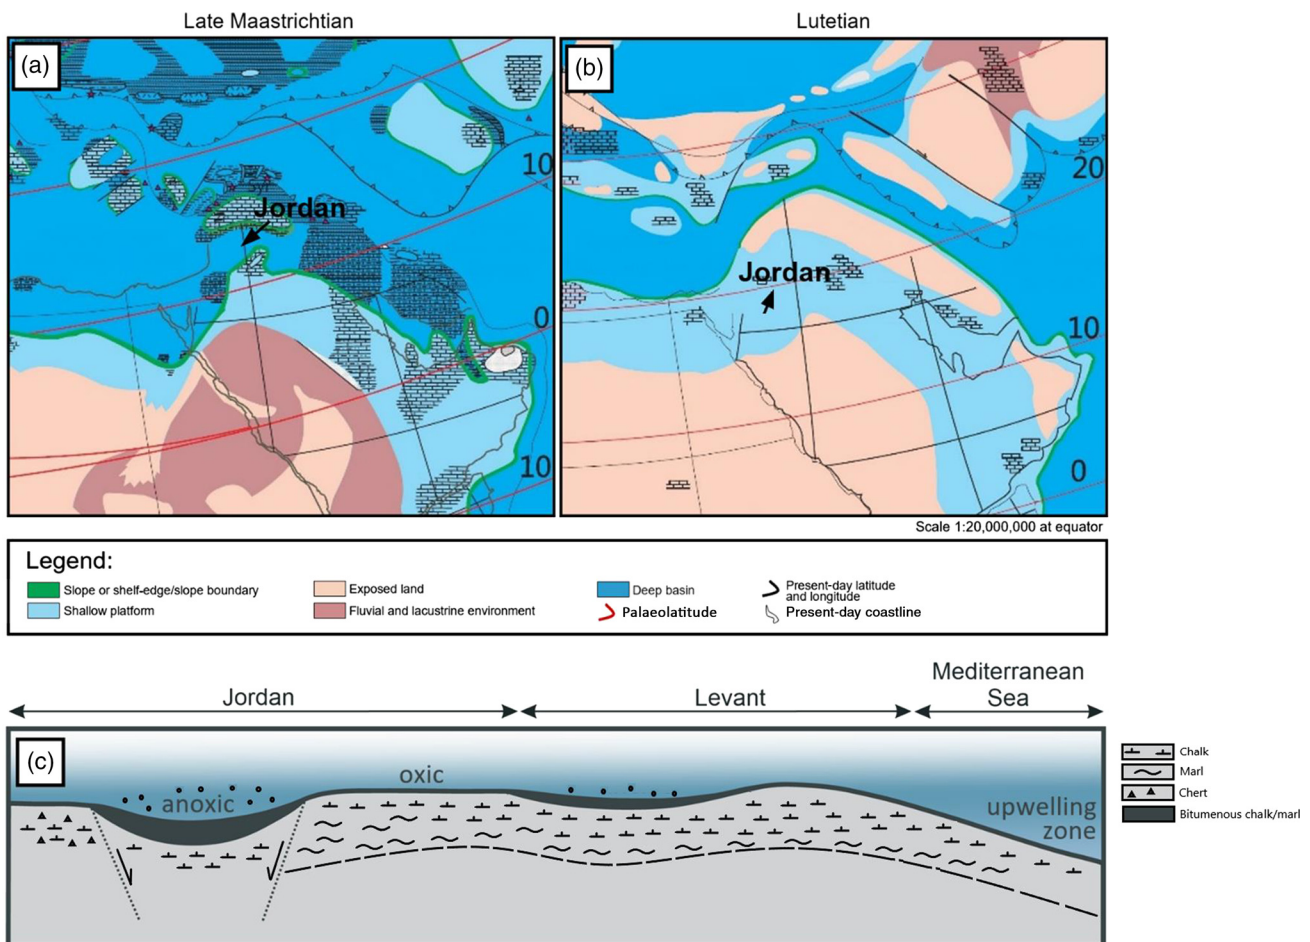 Late Maastrichtian
Lutetian
(a)
(b)
10
20
Jordan
Jordan
0
10
10
0
Scale 1:20,000,000 at equator
Legend:
Slope or shelf-edge/slope boundary
Exposed land
Deep basin
Present-day latitude
and longitude
Shallow platform
Fluvial and lacustrine environment
Palaeolatitude
Present-day coastline
Jordan
Levant
Mediterranean
Sea
(c)
anoxic
oxic
upwelling
zone
Chalk
Marl
Chert
Bitumenous chalk/marl